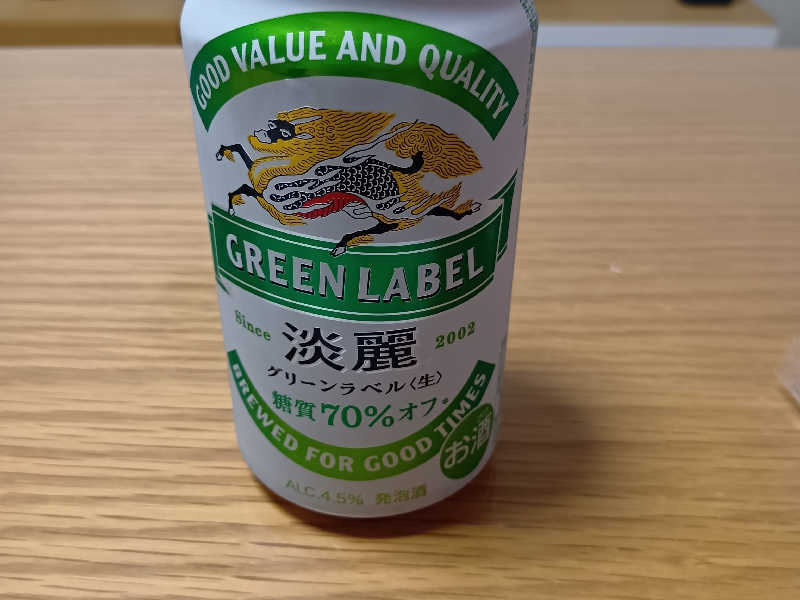 GOOD VALUE AND QUALITY
GREEN LABEL
Since 2002
淡麗
グリーンラベル〈生〉
糖質70%オフ*
BREWED FOR GOOD TIMES
お酒
ALC.4.5% 発泡酒